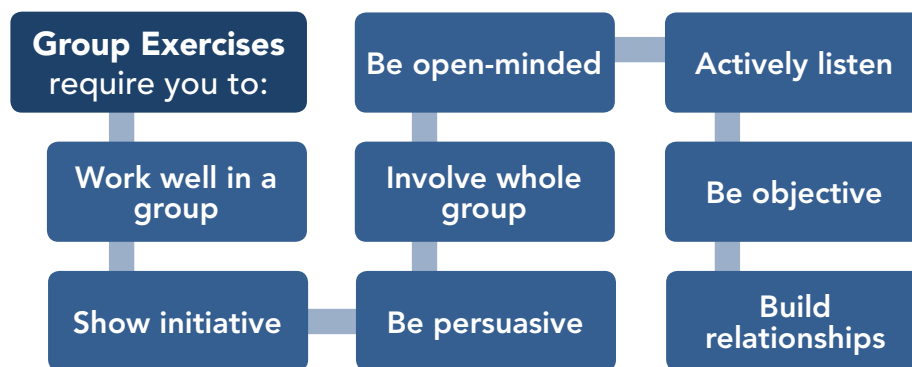 Group Exercises
require you to:
Work well in a
group
Show initiative
Be persuasive
Involve whole
group
Be open-minded
Actively listen
Be objective
Build
relationships